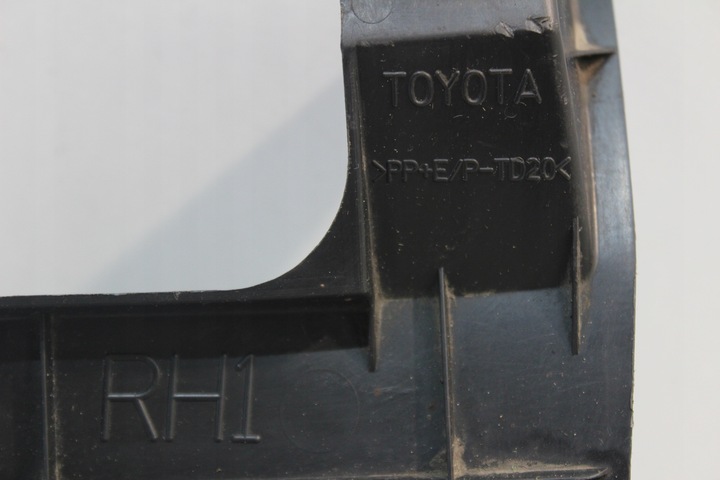 TOYOTA
>PP+E/P-TD20<
RH1